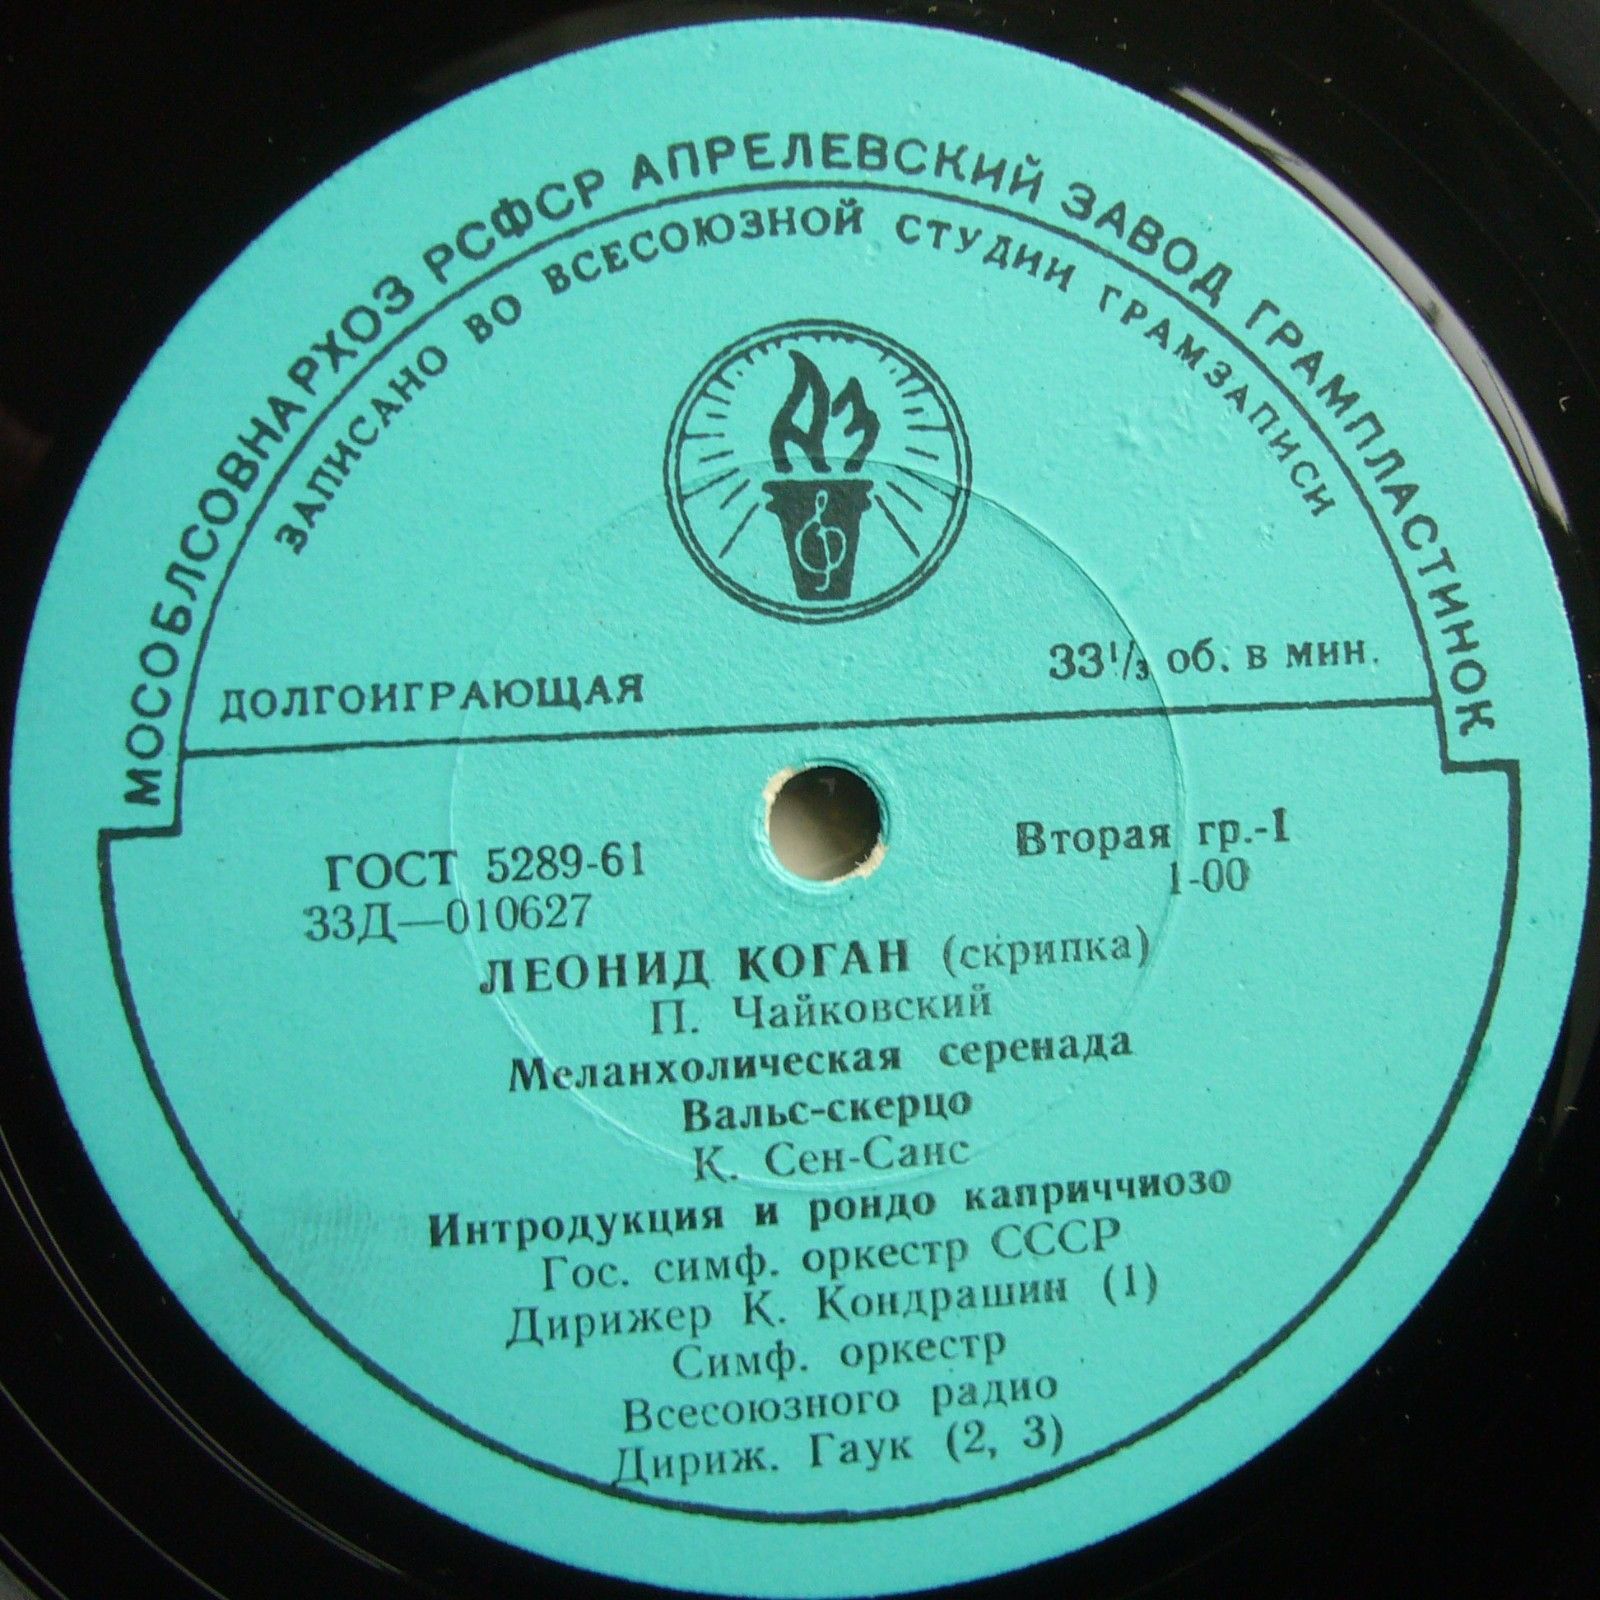 МОСОБЛСОВНАРХОЗ РСФСР АПРЕЛЕВСКИЙ ЗАВОД ГРАМПЛАСТИНОК
ЗАПИСАНО ВО ВСЕСОЮЗНОЙ СТУДИИ ГРАМЗАПИСИ
АЗ
ДОЛГОИГРАЮЩАЯ 33 1/3 об. в мин.
ГОСТ 5289-61 Вторая гр.-1
33Д—010627 1-00
ЛЕОНИД КОГАН (скрипка)
П. Чайковский
Меланхолическая серенада
Вальс-скерцо
К. Сен-Санс
Интродукция и рондо каприччиозо
Гос. симф. оркестр СССР
Дирижер К. Кондрашин (1)
Симф. оркестр
Всесоюзного радио
Дириж. Гаук (2, 3)